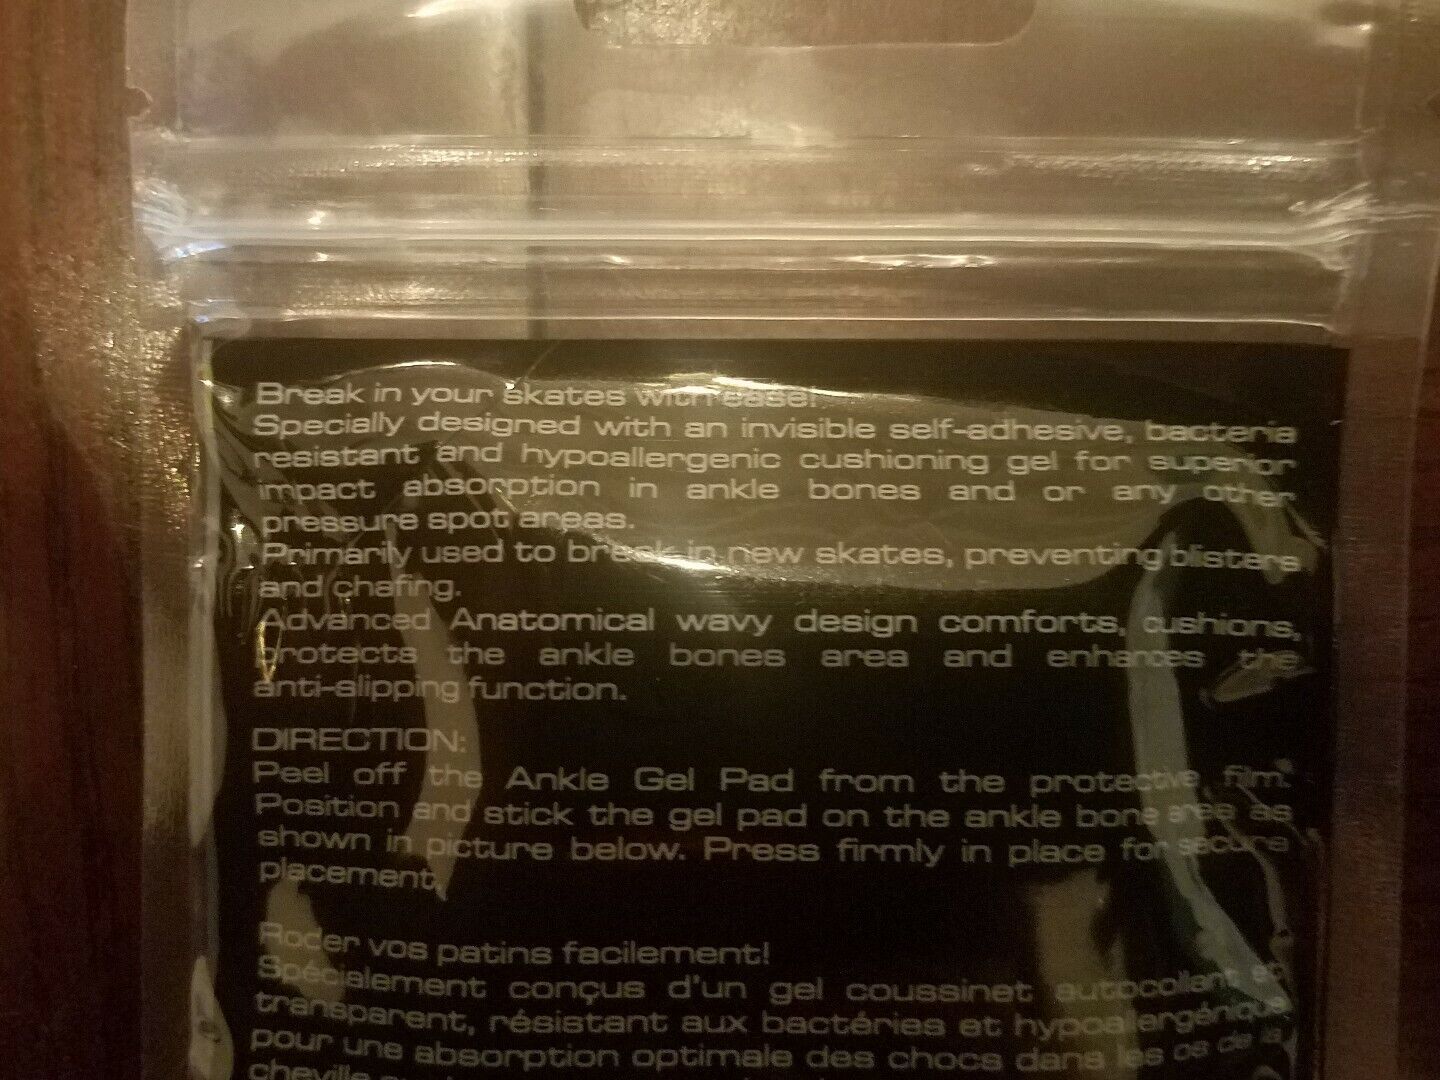 Break in your skates with ease!
Specially designed with an invisible self-adhesive, bacteria
resistant and hypoallergenic cushioning gel for superior
impact absorption in ankle bones and or any other
pressure spot areas.
Primarily used to break in new skates, preventing blisters
and chafing.
Advanced Anatomical wavy design comforts, cushions,
protects the ankle bones area and enhances the
anti-slipping function.
DIRECTION:
Peel off the Ankle Gel Pad from the protective film.
Position and stick the gel pad on the ankle bone area as
shown in picture below. Press firmly in place for secure
placement.
Roder vos patins facilement!
Spécialement conçus d'un gel coussinet autocollant et
transparent, résistant aux bactéries et hypoallergénique
pour une absorption optimale des chocs dans les os de la
cheville